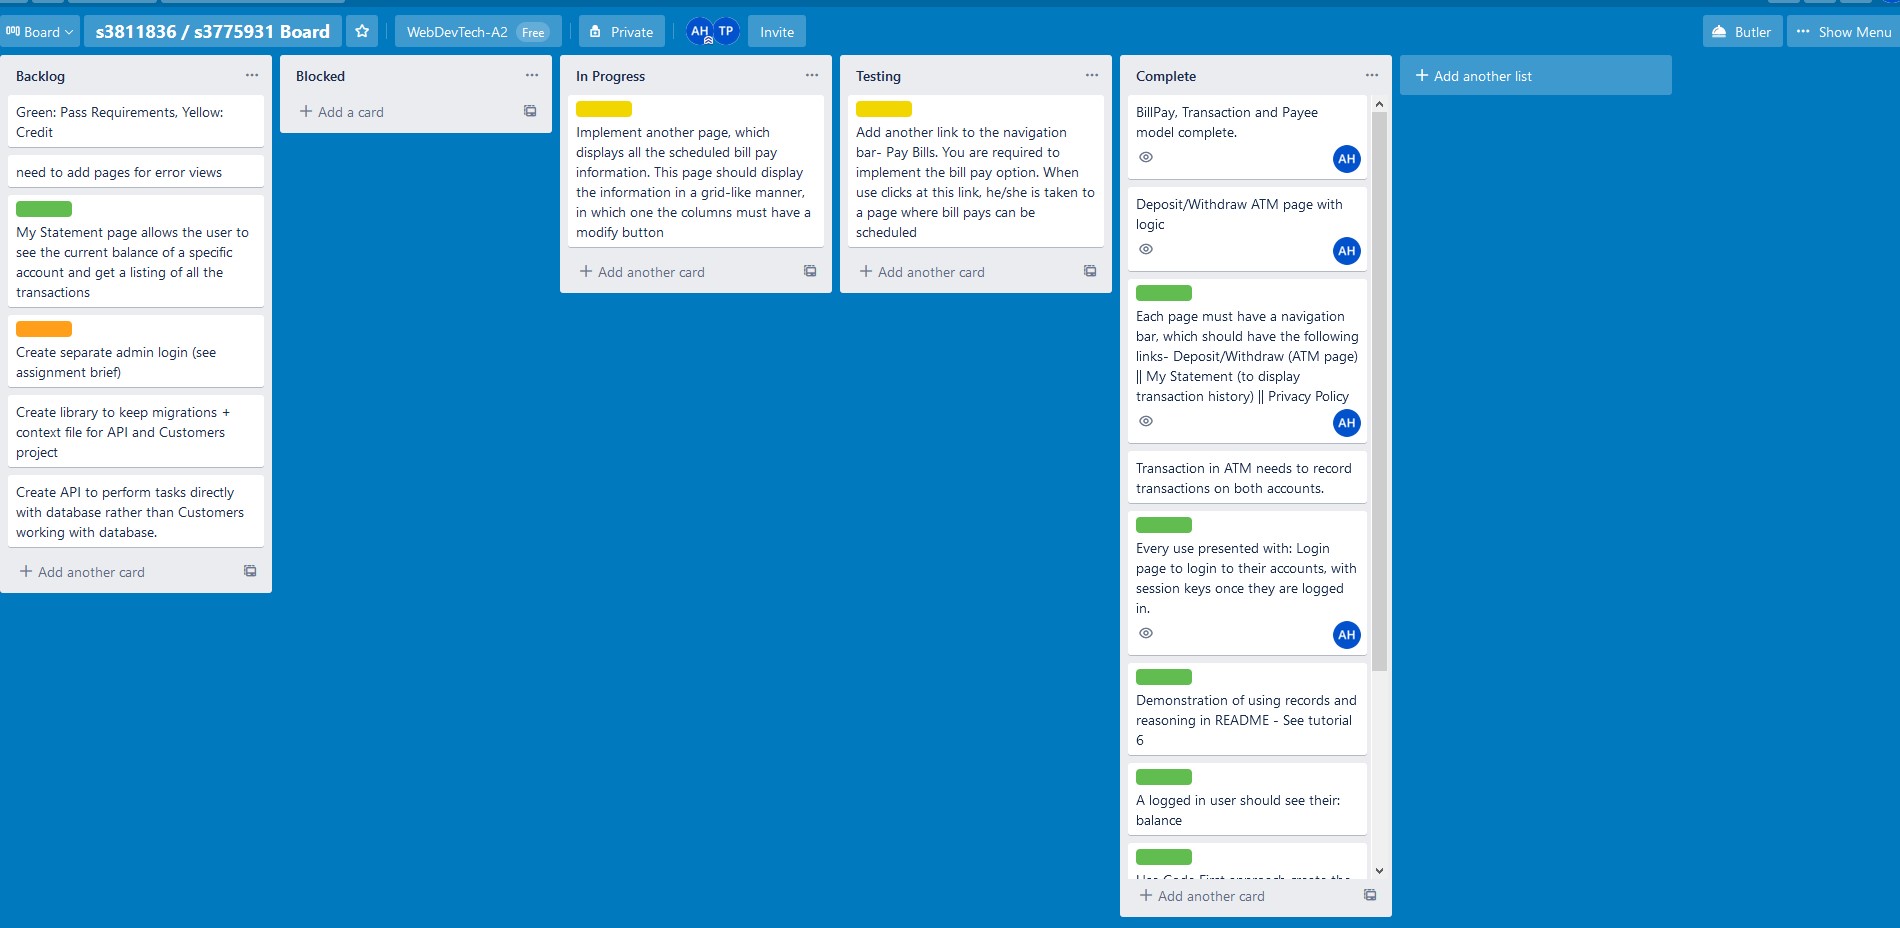 Board
s3811836 / s3775931 Board
WebDevTech-A2 Free
Private
AH TP
Invite
Butler
Show Menu
Backlog
Green: Pass Requirements, Yellow:
Credit
need to add pages for error views
My Statement page allows the user to
see the current balance of a specific
account and get a listing of all the
transactions
Create separate admin login (see
assignment brief)
Create library to keep migrations +
context file for API and Customers
project
Create API to perform tasks directly
with database rather than Customers
working with database.
Add another card
Blocked
Add a card
In Progress
Implement another page, which
displays all the scheduled bill pay
information. This page should display
the information in a grid-like manner,
in which one the columns must have a
modify button
Add another card
Testing
Add another link to the navigation
bar- Pay Bills. You are required to
implement the bill pay option. When
use clicks at this link, he/she is taken to
a page where bill pays can be
scheduled
Add another card
Complete
BillPay, Transaction and Payee
model complete.
AH
Deposit/Withdraw ATM page with
logic
AH
Each page must have a navigation
bar, which should have the following
links- Deposit/Withdraw (ATM page)
|| My Statement (to display
transaction history) || Privacy Policy
AH
Transaction in ATM needs to record
transactions on both accounts.
Every use presented with: Login
page to login to their accounts, with
session keys once they are logged
in.
AH
Demonstration of using records and
reasoning in README - See tutorial
6
A logged in user should see their:
balance
Use Code First approach create the
Add another card
Add another list